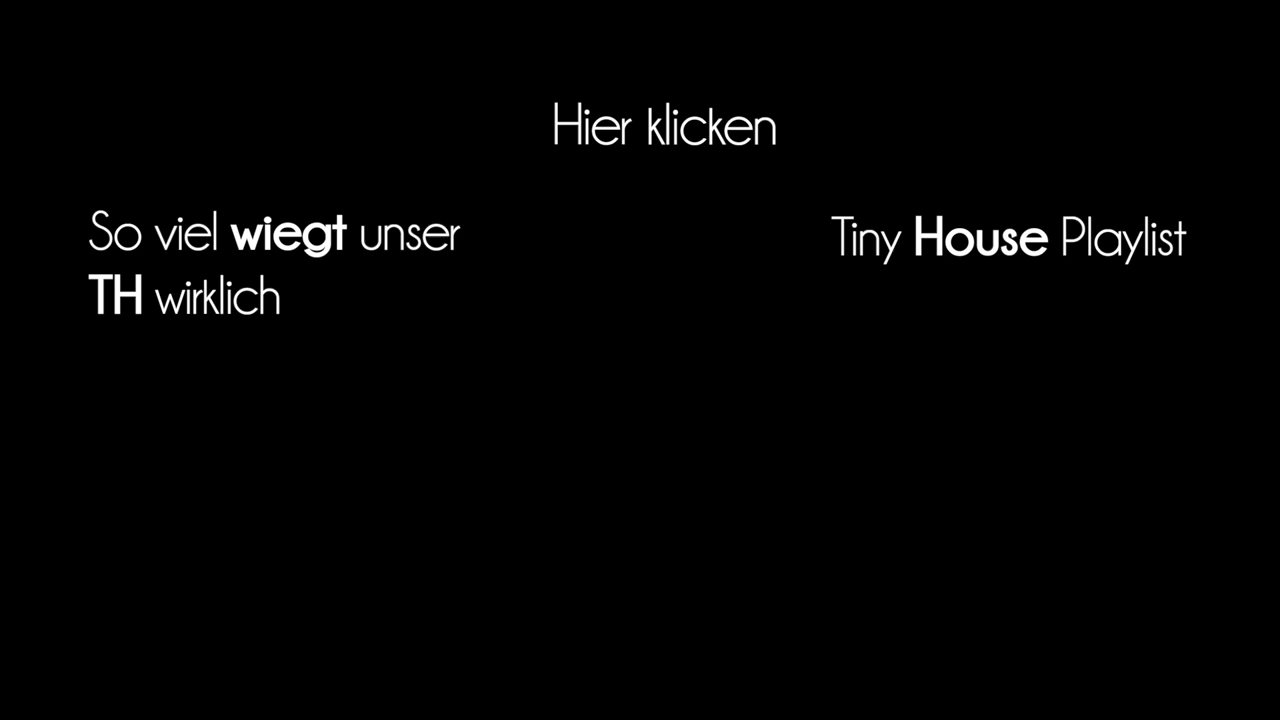 Hier klicken
So viel wiegt unser
TH wirklich
Tiny House Playlist